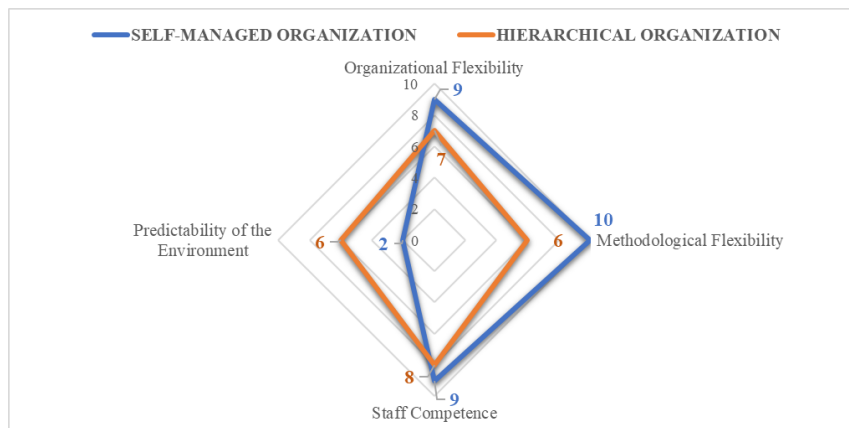 SELF-MANAGED ORGANIZATION
HIERARCHICAL ORGANIZATION
Organizational Flexibility
10
9
8
7
6
4
2
0
10
Methodological Flexibility
6
Predictability of the
Environment
6
2
8
9
Staff Competence